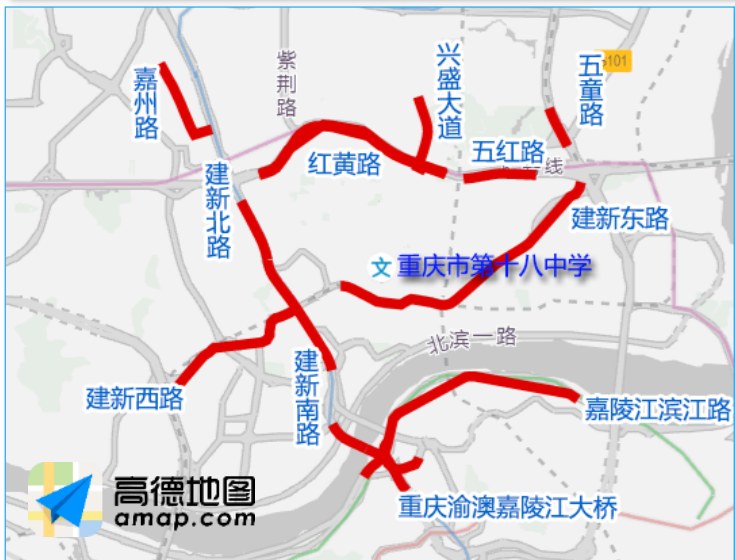 紫荆路
兴盛大道
五童路
S101
嘉州路
红黄路
五红路
线
建新北路
建新东路
重庆市第十八中学
北滨一路
建新南路
建新西路
嘉陵江滨江路
重庆渝澳嘉陵江大桥
高德地图
amap.com